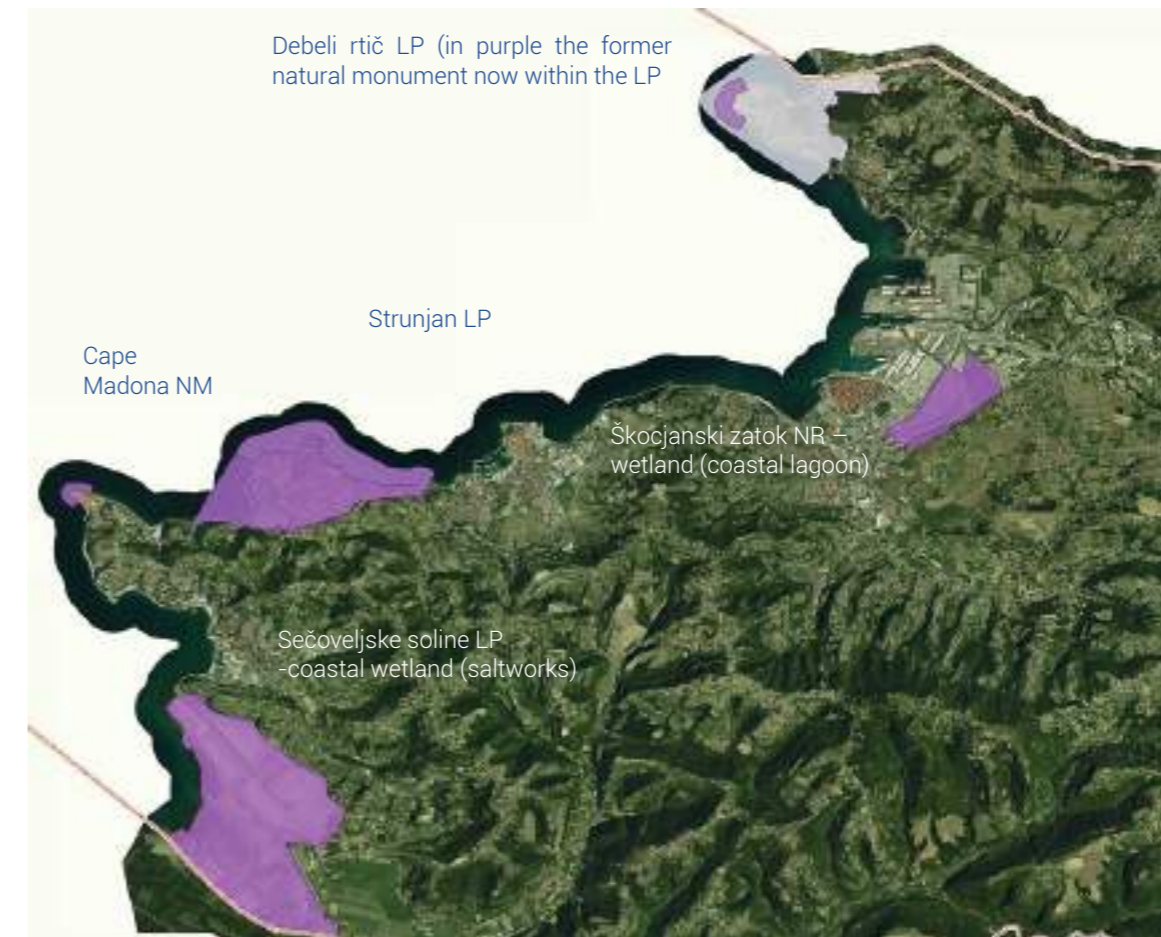 Debeli rtič LP (in purple the former
natural monument now within the LP
Strunjan LP
Cape
Madona NM
Škocjanski zatok NR –
wetland (coastal lagoon)
Sečoveljske soline LP
-coastal wetland (saltworks)